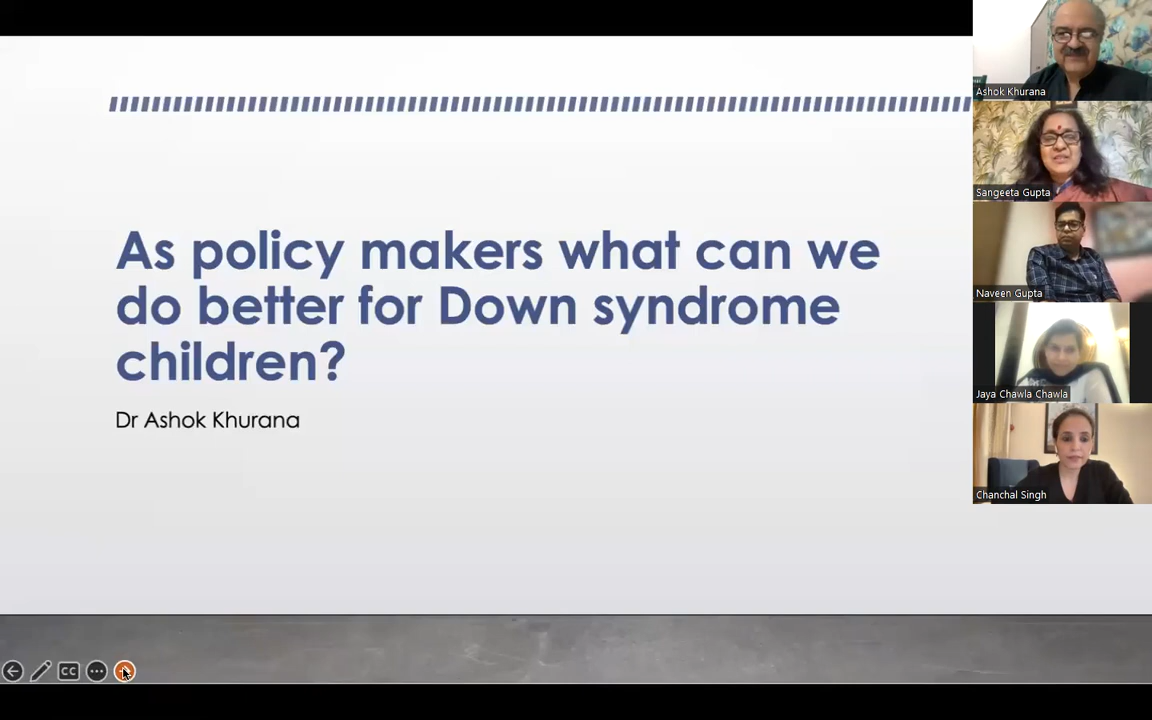 As policy makers what can we
do better for Down syndrome
children?
Dr Ashok Khurana
Ashok Khurana
Sangeeta Gupta
Naveen Gupta
Jaya Chawla Chawla
Chanchal Singh
CC